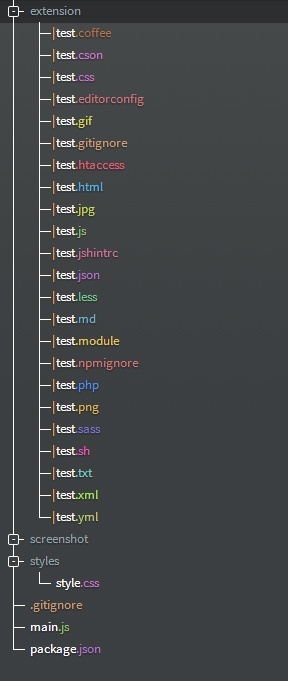 extension
test.coffee
test.cson
test.css
test.editorconfig
test.gif
test.gitignore
test.htaccess
test.html
test.jpg
test.js
test.jshintrc
test.json
test.less
test.md
test.module
test.npmignore
test.php
test.png
test.sass
test.sh
test.txt
test.xml
test.yml
screenshot
styles
style.css
.gitignore
main.js
package.json